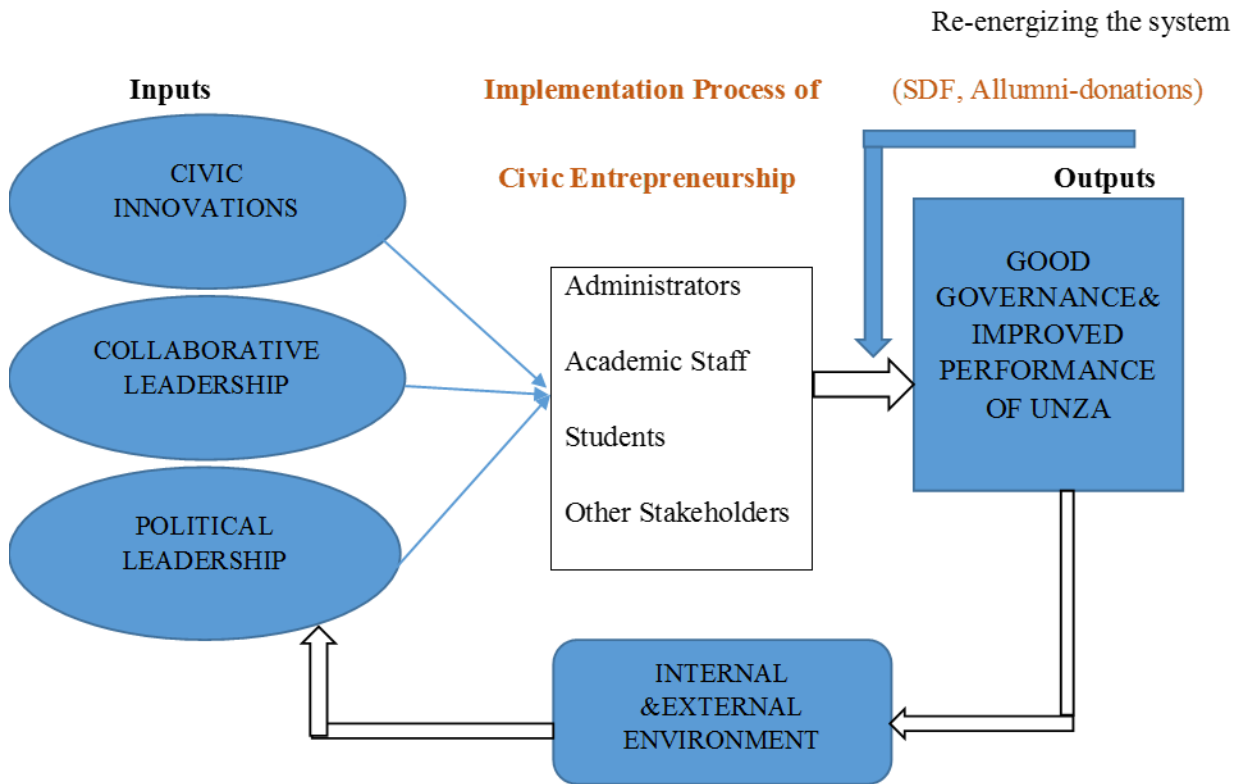 Re-energizing the system
Inputs
Implementation Process of
(SDF, Allumni-donations)
Civic Entrepreneurship
Outputs
CIVIC
INNOVATIONS
COLLABORATIVE
LEADERSHIP
POLITICAL
LEADERSHIP
Administrators
Academic Staff
Students
Other Stakeholders
GOOD
GOVERNANCE&
IMPROVED
PERFORMANCE
OF UNZA
INTERNAL
&EXTERNAL
ENVIRONMENT